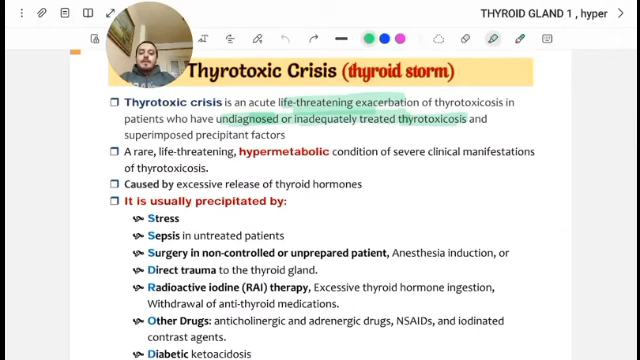 THYROID GLAND 1 , hyper
Thyrotoxic Crisis (thyroid storm)
Thyrotoxic crisis is an acute life-threatening exacerbation of thyrotoxicosis in
patients who have undiagnosed or inadequately treated thyrotoxicosis and
superimposed precipitant factors
A rare, life-threatening, hypermetabolic condition of severe clinical manifestations
of thyrotoxicosis.
Caused by excessive release of thyroid hormones
It is usually precipitated by:
Stress
Sepsis in untreated patients
Surgery in non-controlled or unprepared patient, Anesthesia induction, or
Direct trauma to the thyroid gland.
Radioactive iodine (RAI) therapy, Excessive thyroid hormone ingestion,
Withdrawal of anti-thyroid medications.
Other Drugs: anticholinergic and adrenergic drugs, NSAIDs, and iodinated
contrast agents.
Diabetic ketoacidosis